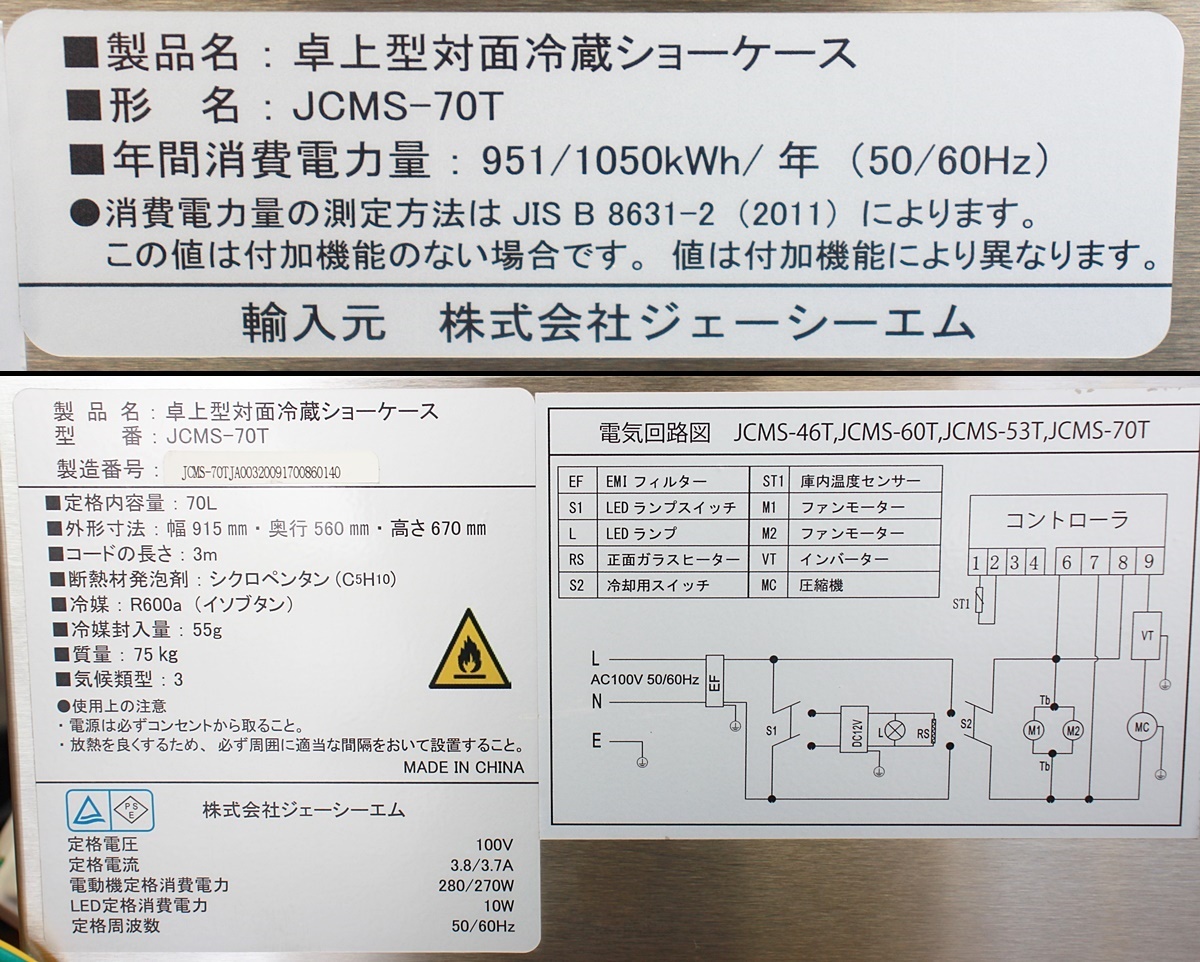 ■製品名：卓上型対面冷蔵ショーケース
■形　名：JCMS-70T
■年間消費電力量：951/1050kWh/ 年（50/60Hz）
●消費電力量の測定方法は JIS B 8631-2（2011）によります。
この値は付加機能のない場合です。値は付加機能により異なります。
輸入元　株式会社ジェーシーエム
製 品 名：卓上型対面冷蔵ショーケース
型　　番：JCMS-70T
製造番号：JCMS-70TJA00320091700860140
■定格内容量：70L
■外形寸法：幅 915 ㎜・奥行 560 ㎜・高さ 670 ㎜
■コードの長さ：3m
■断熱材発泡剤：シクロペンタン（C5H10）
■冷媒：R600a（イソブタン）
■冷媒封入量：55g
■質量：75 kg
■気候類型：3
●使用上の注意
・電源は必ずコンセントから取ること。
・放熱を良くするため、必ず周囲に適当な間隔をおいて設置すること。
MADE IN CHINA
PS
E
株式会社ジェーシーエム
定格電圧　100V
定格電流　3.8/3.7A
電動機定格消費電力　280/270W
LED定格消費電力　10W
定格周波数　50/60Hz
電気回路図　JCMS-46T,JCMS-60T,JCMS-53T,JCMS-70T
EF　EMI フィルター　ST1　庫内温度センサー
S1　LED ランプスイッチ　M1　ファンモーター
L　LED ランプ　M2　ファンモーター
RS　正面ガラスヒーター　VT　インバーター
S2　冷却用スイッチ　MC　圧縮機
コントローラ
1 2 3 4 6 7 8 9
ST1
VT
L
AC100V 50/60Hz
EF
N
E
S1
DC12V
L
RS
S2
Tb
M1
M2
Tb
MC